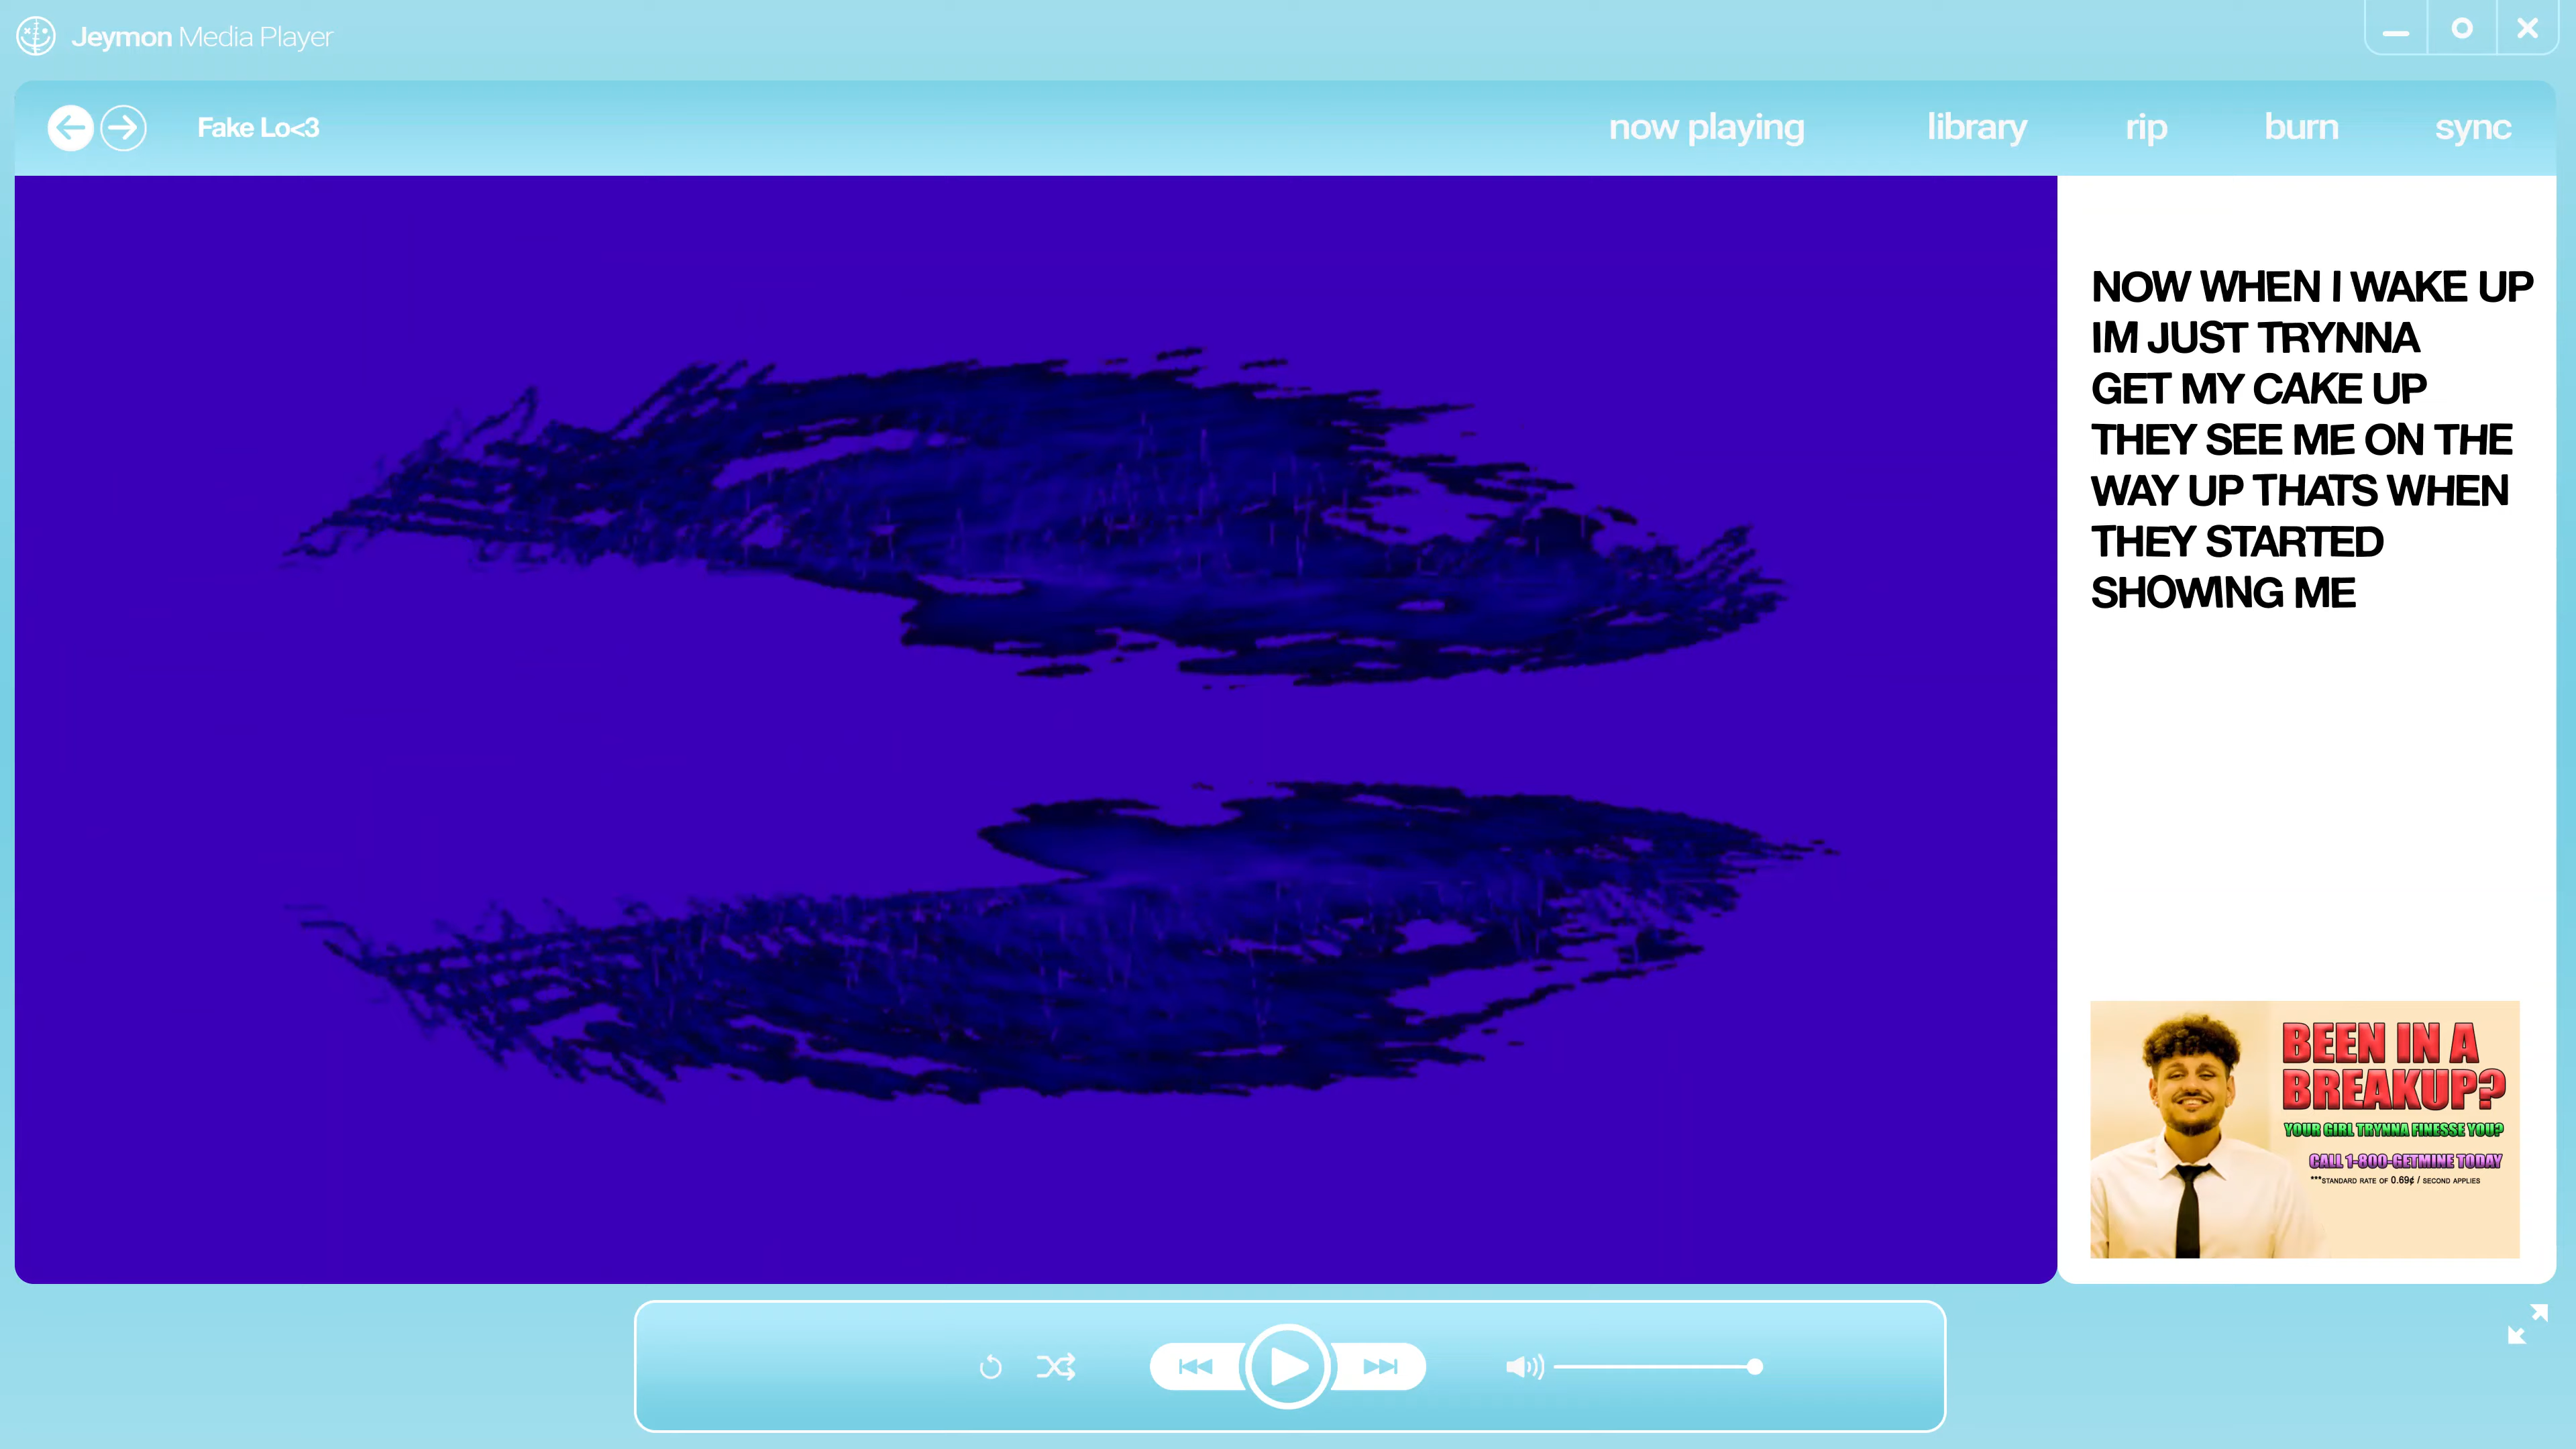 Jeymon Media Player
Fake Lo<3
now playing library rip burn sync
NOW WHEN I WAKE UP
IM JUST TRYNNA
GET MY CAKE UP
THEY SEE ME ON THE
WAY UP THATS WHEN
THEY STARTED
SHOWING ME
BEEN IN A
BREAKUP?
YOUR GIRL TRYNNA FINESSE YOU?
CALL 1-800-GETMINE TODAY
***STANDARD RATE OF 0.69¢ / SECOND APPLIES